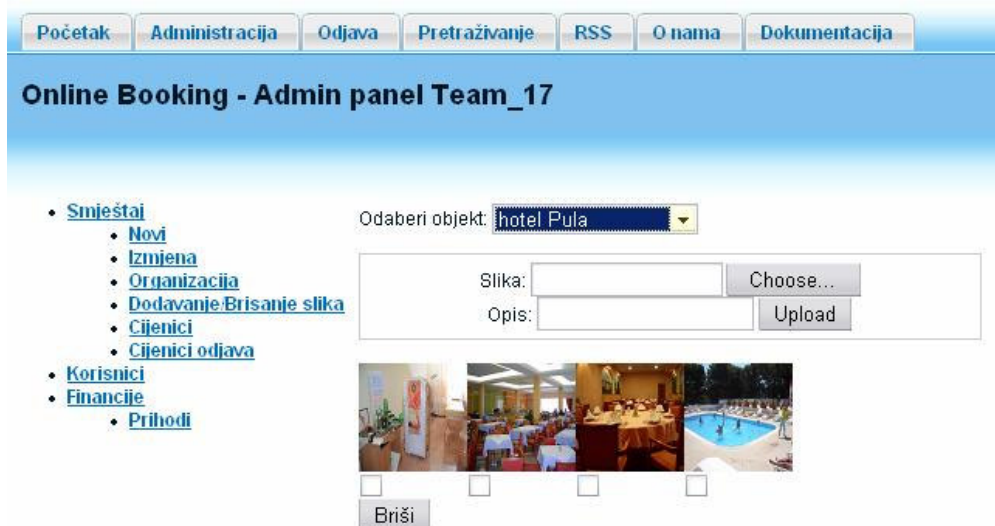 Početak Administracija Odjava Pretraživanje RSS O nama Dokumentacija
Online Booking - Admin panel Team_17
Smještaj
Novi
Izmjena
Organizacija
Dodavanje/Brisanje slika
Cijenici
Cijenici odjava
Korisnici
Financije
Prihodi
Odaberi objekt: hotel Pula
Slika: Choose...
Opis: Upload
Briši